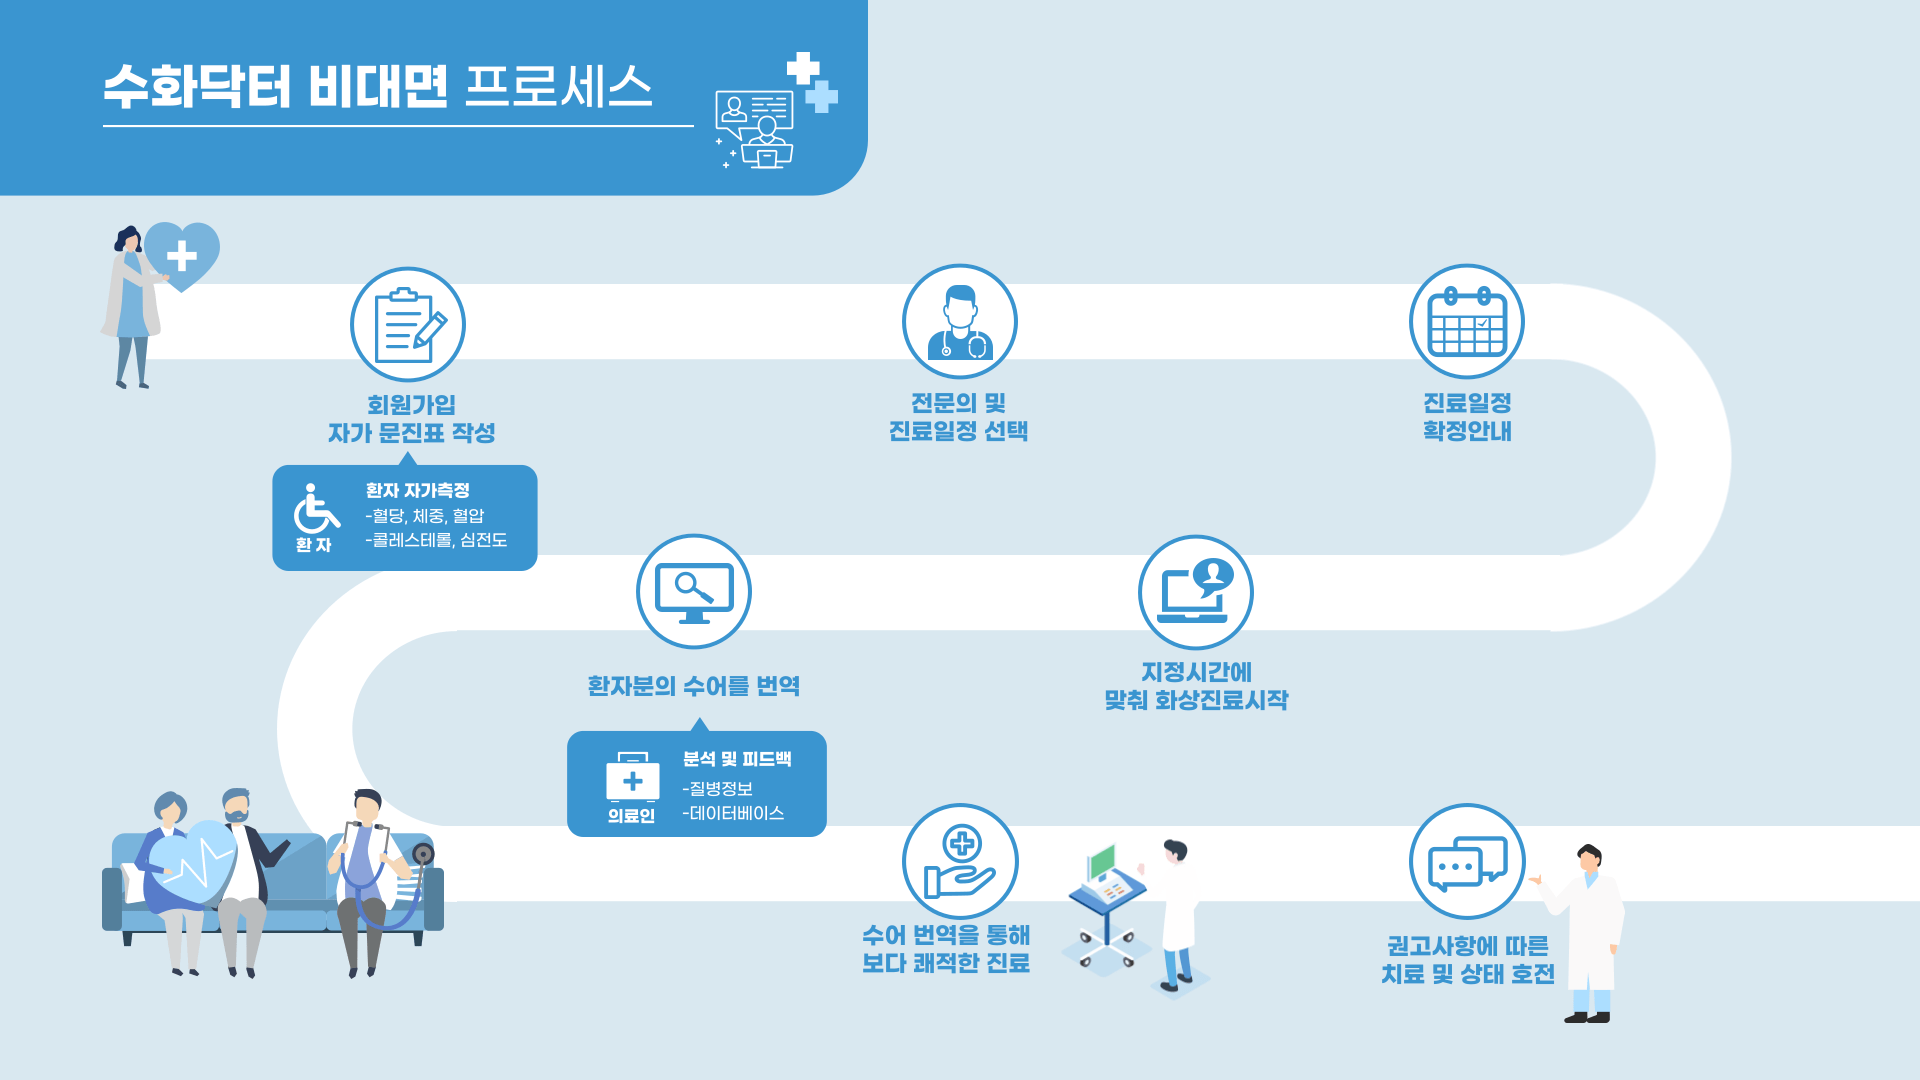 수화닥터 비대면 프로세스
회원가입
자가 문진표 작성
환자
환자 자가측정
-혈당, 체중, 혈압
-콜레스테롤, 심전도
전문의 및
진료일정 선택
진료일정
확정안내
지정시간에
맞춰 화상진료시작
환자분의 수어를 번역
의료인
분석 및 피드백
-질병정보
-데이터베이스
수어 번역을 통해
보다 쾌적한 진료
권고사항에 따른
치료 및 상태 호전